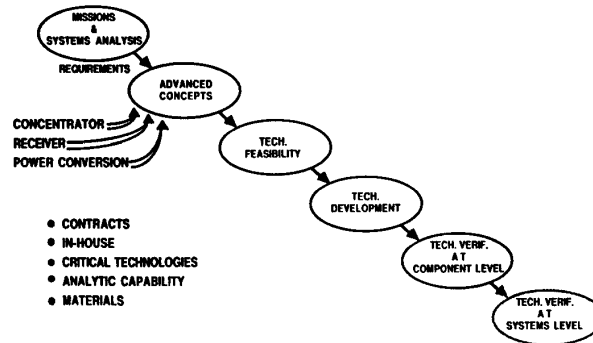 MISSIONS
&
SYSTEMS ANALYSIS
REQUIREMENTS
ADVANCED
CONCEPTS
CONCENTRATOR
RECEIVER
POWER CONVERSION
TECH.
FEASIBILITY
TECH.
DEVELOPMENT
TECH. VERIF.
AT
COMPONENT LEVEL
TECH. VERIF.
AT
SYSTEMS LEVEL
• CONTRACTS
• IN-HOUSE
• CRITICAL TECHNOLOGIES
• ANALYTIC CAPABILITY
• MATERIALS